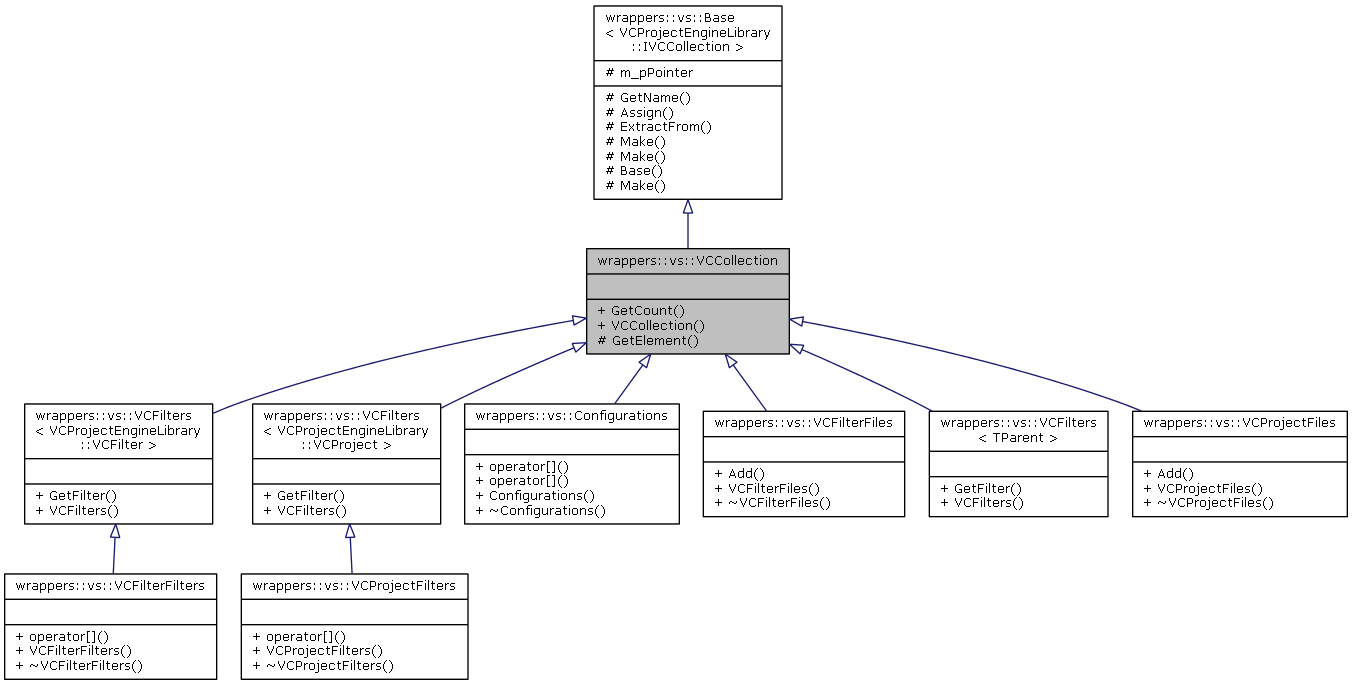 wrappers::vs::Base
< VCProjectEngineLibrary
::IVCCollection >
# m_pPointer
# GetName()
# Assign()
# ExtractFrom()
# Make()
# Make()
# Base()
# Make()
wrappers::vs::VCCollection
+ GetCount()
+ VCCollection()
# GetElement()
wrappers::vs::VCFilters
< VCProjectEngineLibrary
::VCFilter >
+ GetFilter()
+ VCFilters()
wrappers::vs::VCFilters
< VCProjectEngineLibrary
::VCProject >
+ GetFilter()
+ VCFilters()
wrappers::vs::Configurations
+ operator[]()
+ operator[]()
+ Configurations()
+ ~Configurations()
wrappers::vs::VCFilterFiles
+ Add()
+ VCFilterFiles()
+ ~VCFilterFiles()
wrappers::vs::VCFilters
< TParent >
+ GetFilter()
+ VCFilters()
wrappers::vs::VCProjectFiles
+ Add()
+ VCProjectFiles()
+ ~VCProjectFiles()
wrappers::vs::VCFilterFilters
+ operator[]()
+ VCFilterFilters()
+ ~VCFilterFilters()
wrappers::vs::VCProjectFilters
+ operator[]()
+ VCProjectFilters()
+ ~VCProjectFilters()